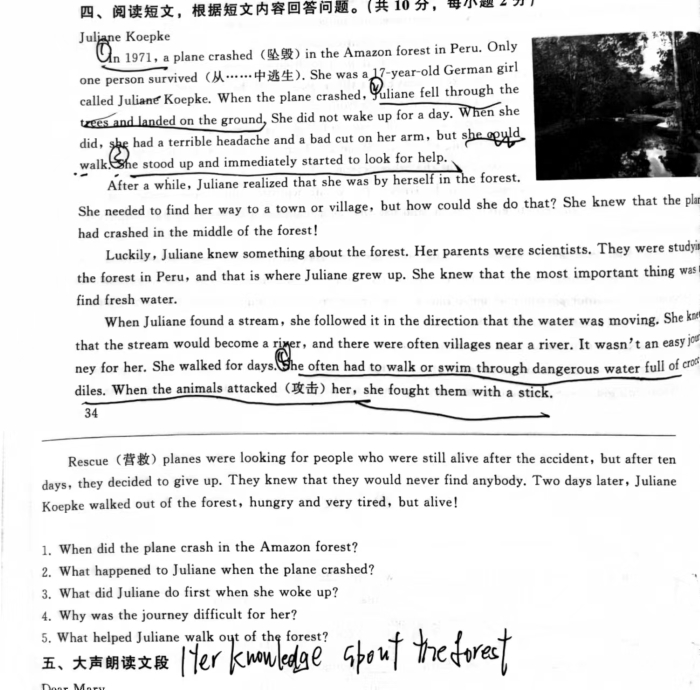 四、阅读短文，根据短文内容回答问题。(共 10 分，每小题 2 分)
Juliane Koepke
① In 1971, a plane crashed (坠毁) in the Amazon forest in Peru. Only
one person survived (从……中逃生). She was a 17-year-old German girl
called Juliane Koepke. When the plane crashed, ② Juliane fell through the
trees and landed on the ground. She did not wake up for a day. When she
did, she had a terrible headache and a bad cut on her arm, but she could
walk. ③ She stood up and immediately started to look for help.
After a while, Juliane realized that she was by herself in the forest.
She needed to find her way to a town or village, but how could she do that? She knew that the
had crashed in the middle of the forest!
Luckily, Juliane knew something about the forest. Her parents were scientists. They were
the forest in Peru, and that is where Juliane grew up. She knew that the most important thing was
find fresh water.
When Juliane found a stream, she followed it in the direction that the water was moving. She
that the stream would become a river, and there were often villages near a river. It wasn't an easy
ney for her. She walked for days. ④ She often had to walk or swim through dangerous water full of
diles. When the animals attacked (攻击) her, she fought them with a stick.
34
Rescue (营救) planes were looking for people who were still alive after the accident, but after ten
days, they decided to give up. They knew that they would never find anybody. Two days later, Juliane
Koepke walked out of the forest, hungry and very tired, but alive!
1. When did the plane crash in the Amazon forest?
2. What happened to Juliane when the plane crashed?
3. What did Juliane do first when she woke up?
4. Why was the journey difficult for her?
5. What helped Juliane walk out of the forest?
五、大声朗读文段 Her knowledge about the forest
Dear Mary